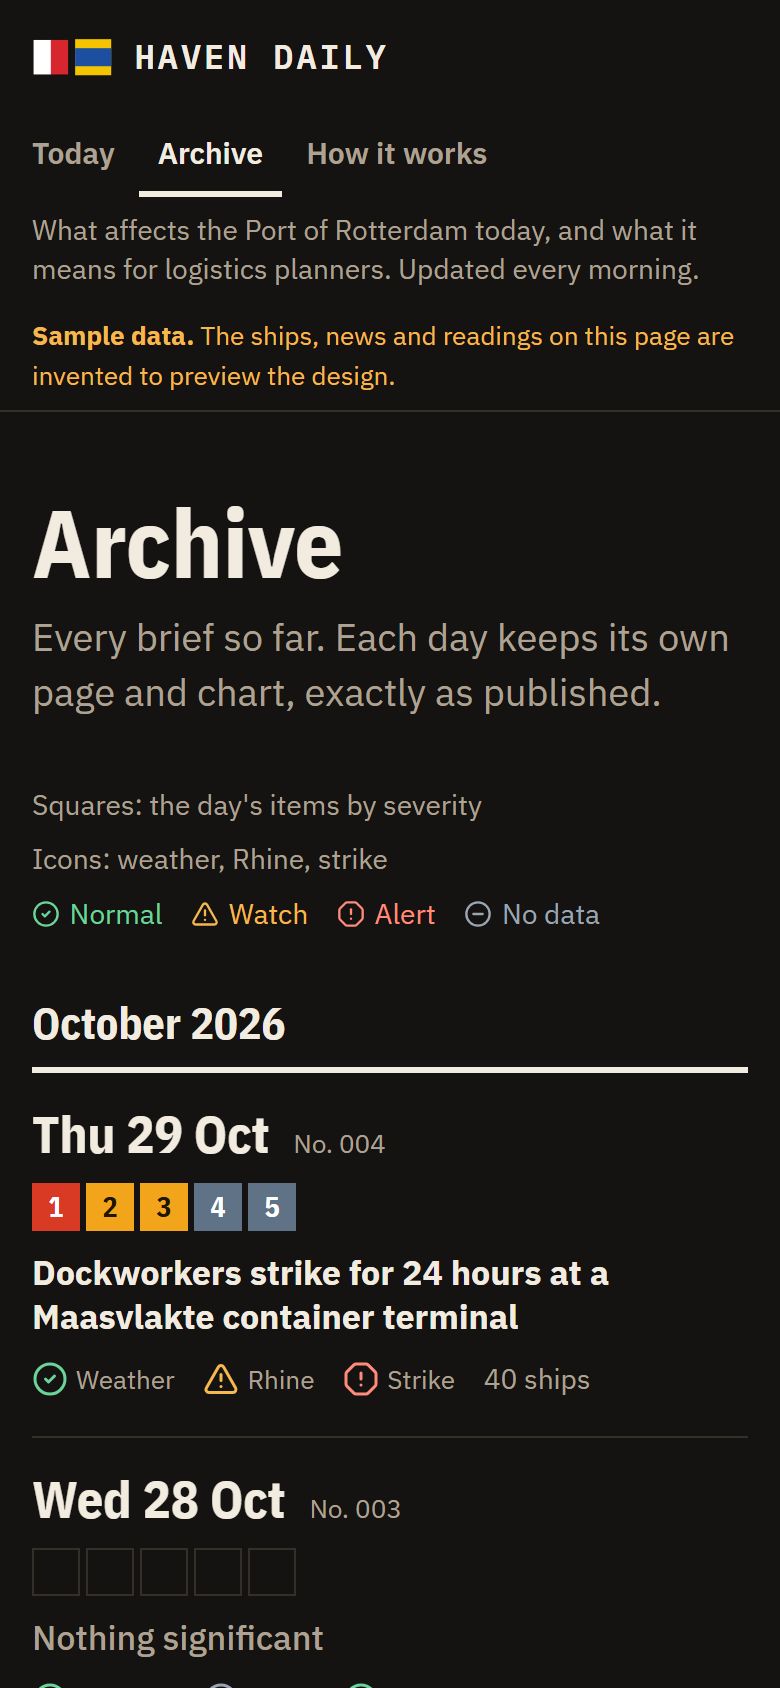 HAVEN DAILY
Today Archive How it works
What affects the Port of Rotterdam today, and what it
means for logistics planners. Updated every morning.
Sample data. The ships, news and readings on this page are
invented to preview the design.
Archive
Every brief so far. Each day keeps its own
page and chart, exactly as published.
Squares: the day's items by severity
Icons: weather, Rhine, strike
Normal Watch Alert No data
October 2026
Thu 29 Oct No. 004
1 2 3 4 5
Dockworkers strike for 24 hours at a
Maasvlakte container terminal
Weather Rhine Strike 40 ships
Wed 28 Oct No. 003
Nothing significant